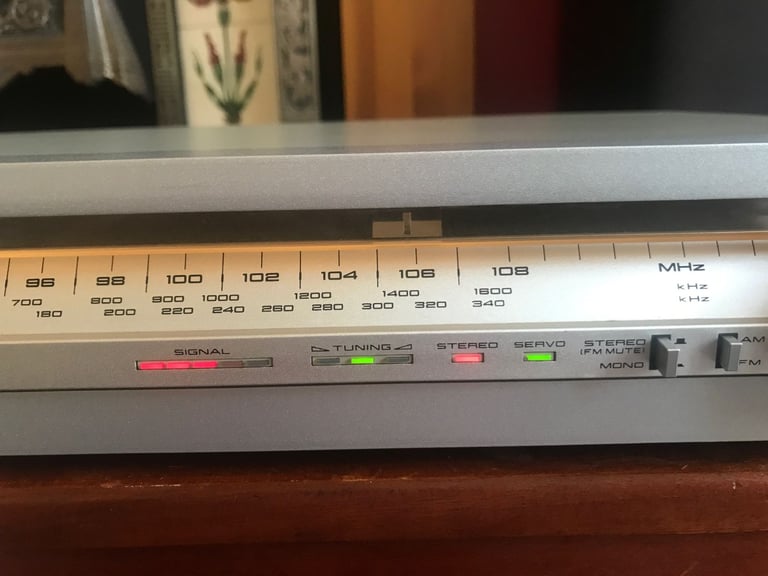 96 98 100 102 104 106 108 MHz
700 800 900 1000 1200 1400 1600 kHz
180 200 220 240 260 280 300 320 340 kHz
SIGNAL
TUNING
STEREO
SERVO
STEREO
(FM MUTE)
MONO
AM
FM